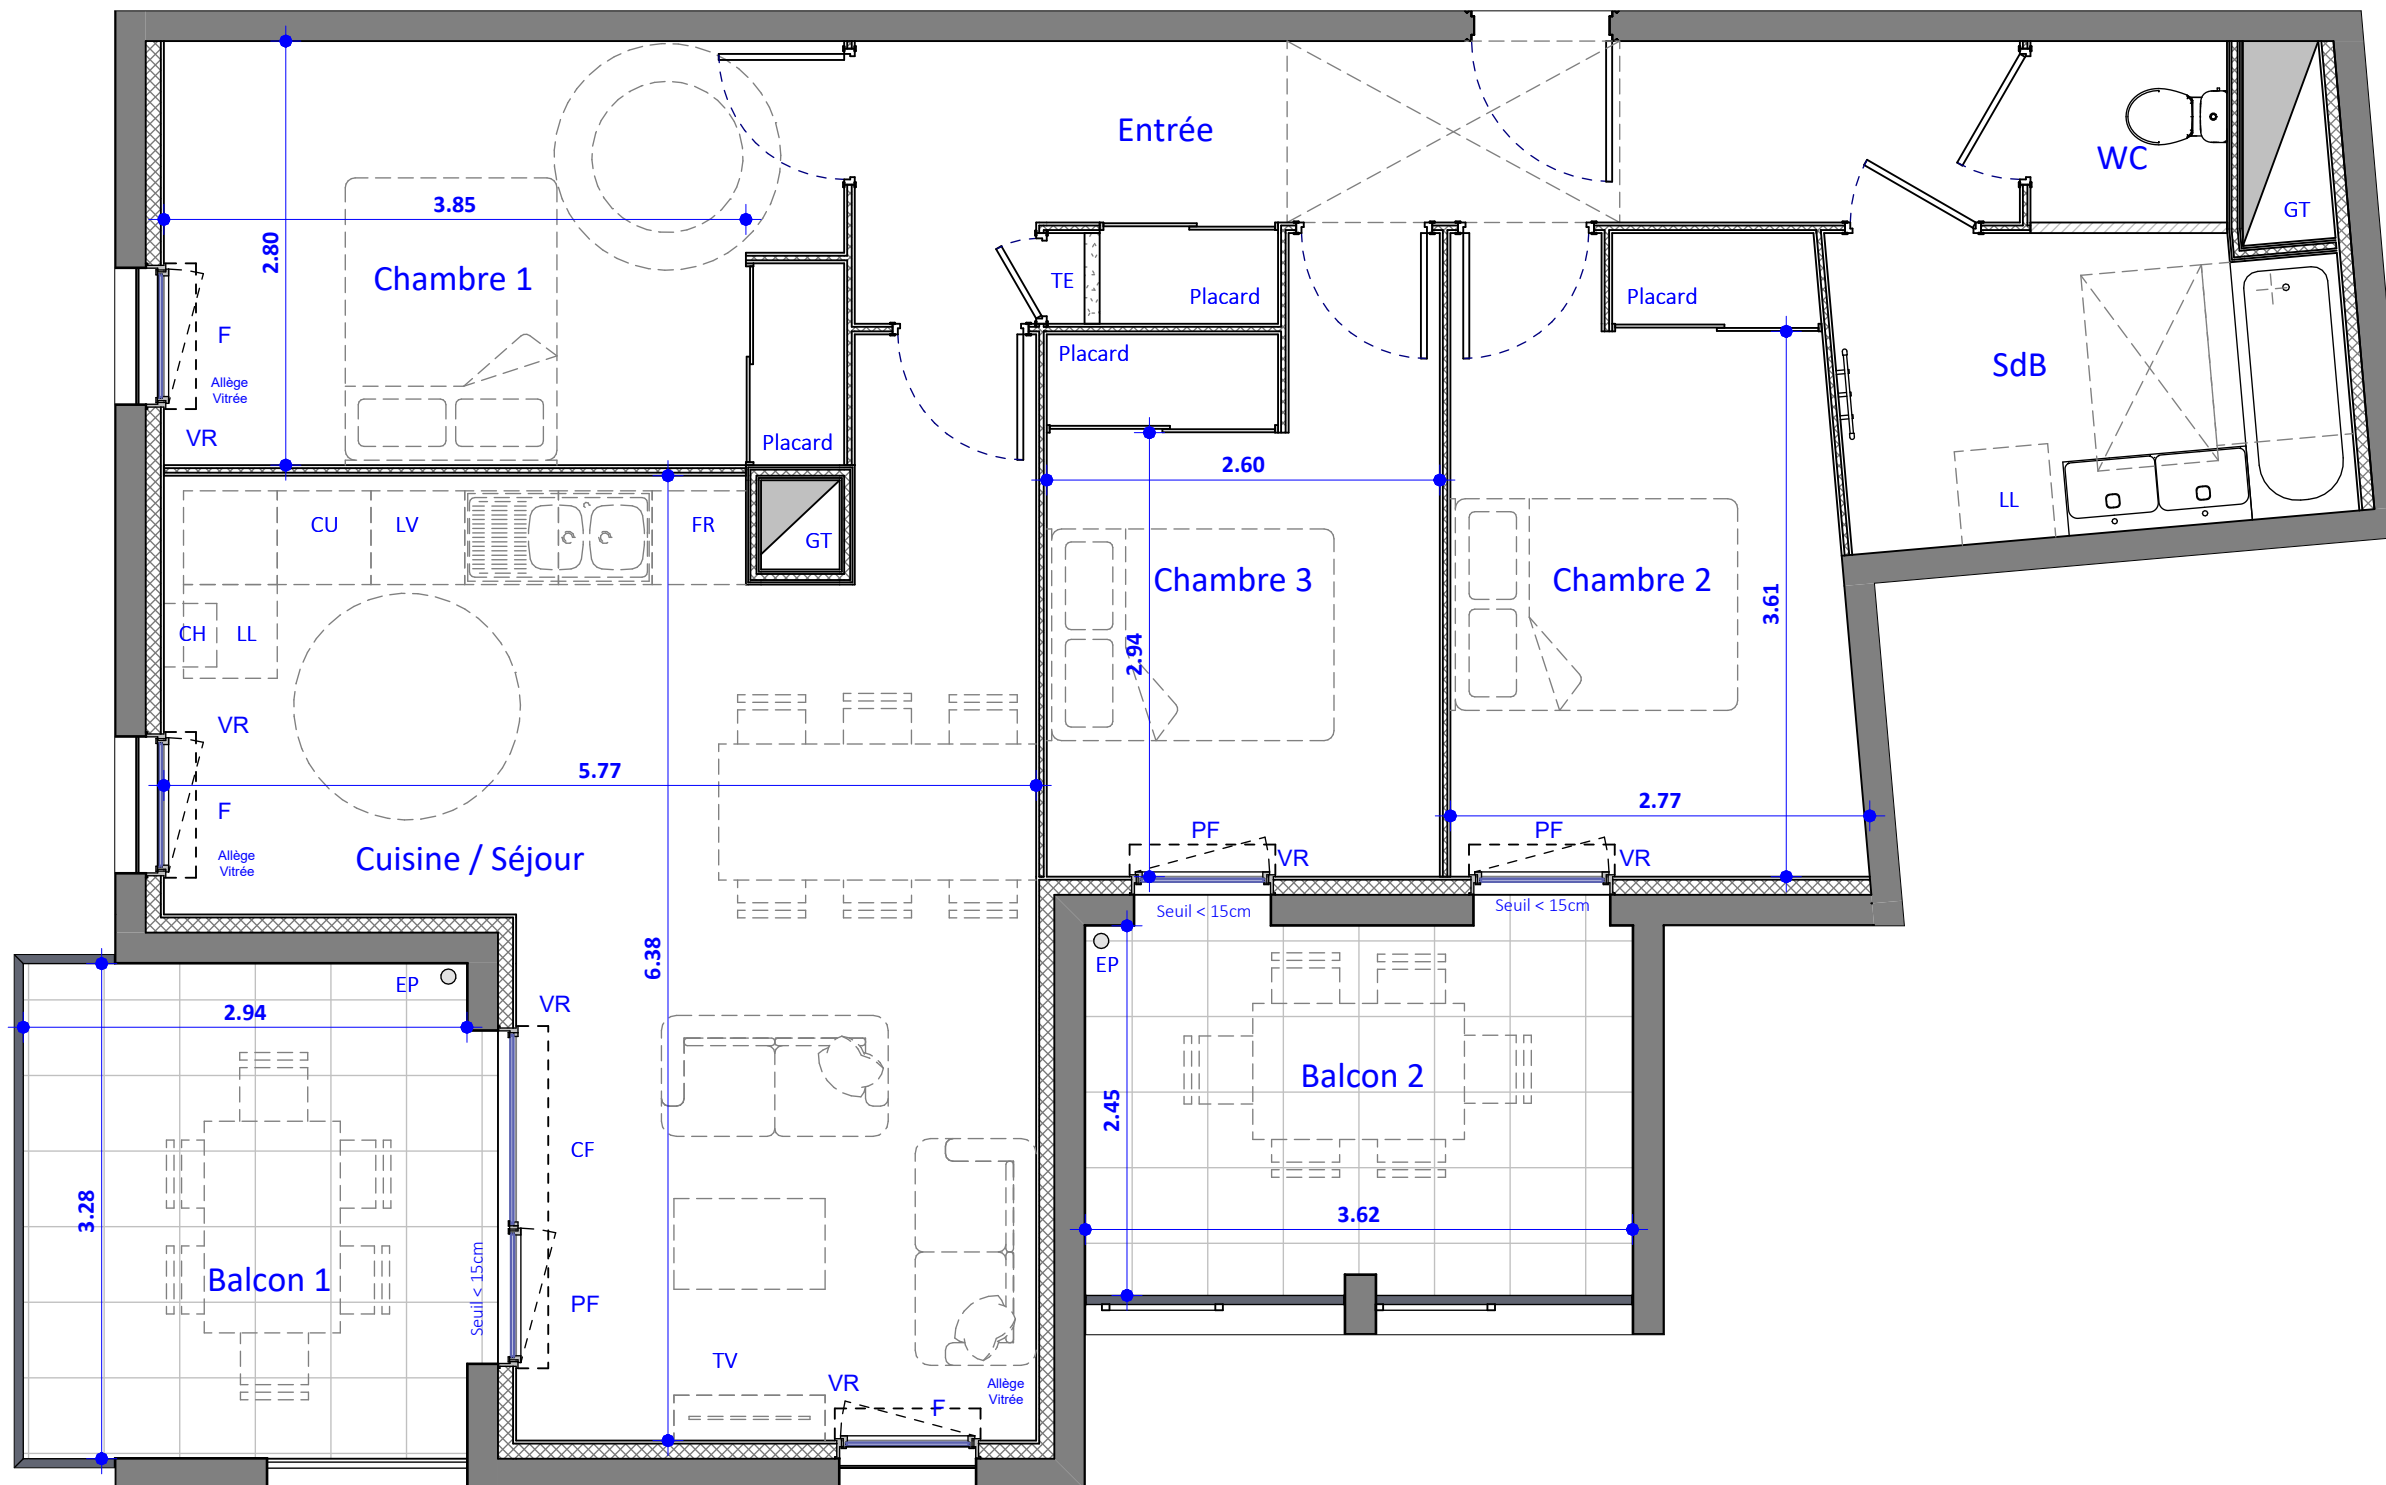 Entrée
WC
GT
3.85
2.80
Chambre 1
TE
Placard
Placard
F
Allège
Vitrée
Placard
SdB
VR
Placard
2.60
CU
LV
FR
GT
LL
Chambre 3
Chambre 2
3.61
CH
LL
2.94
VR
5.77
2.77
F
PF
VR
PF
VR
Allège
Vitrée
Cuisine / Séjour
Seuil < 15cm
Seuil < 15cm
6.38
EP
EP
VR
2.94
Balcon 2
2.45
CF
3.28
3.62
Seuil < 15cm
Balcon 1
PF
TV
VR
F
Allège
Vitrée